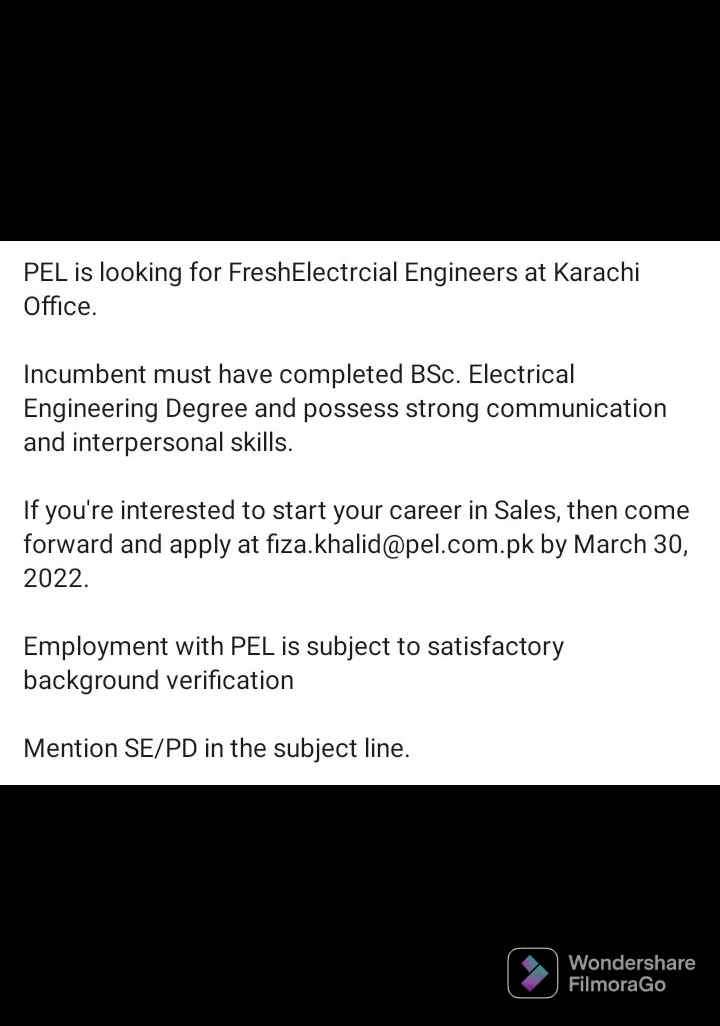 PEL is looking for FreshElectrcial Engineers at Karachi
Office.
Incumbent must have completed BSc. Electrical
Engineering Degree and possess strong communication
and interpersonal skills.
If you're interested to start your career in Sales, then come
forward and apply at fiza.khalid@pel.com.pk by March 30,
2022.
Employment with PEL is subject to satisfactory
background verification
Mention SE/PD in the subject line.
Wondershare
FilmoraGo